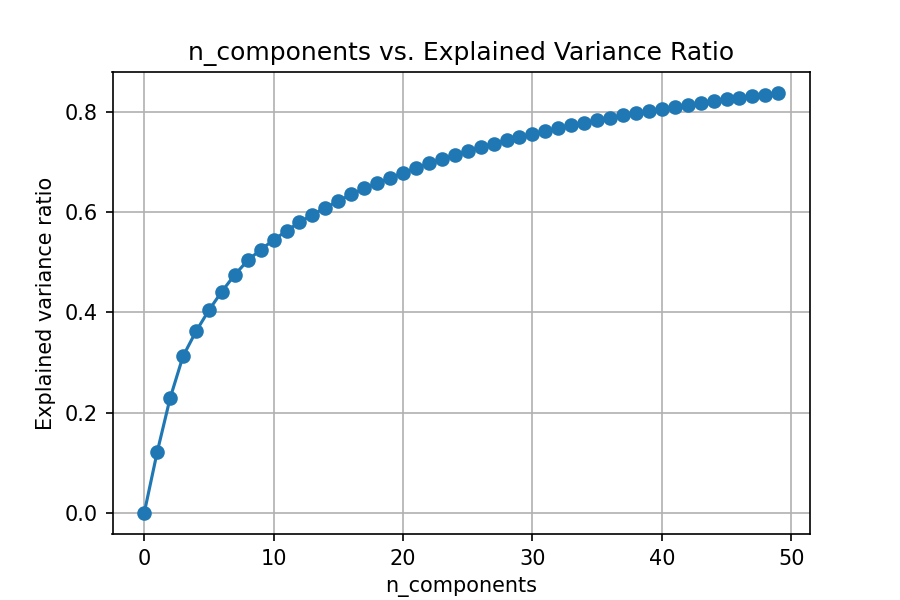 n_components vs. Explained Variance Ratio
Explained variance ratio
0.8
0.6
0.4
0.2
0.0
0 10 20 30 40 50
n_components